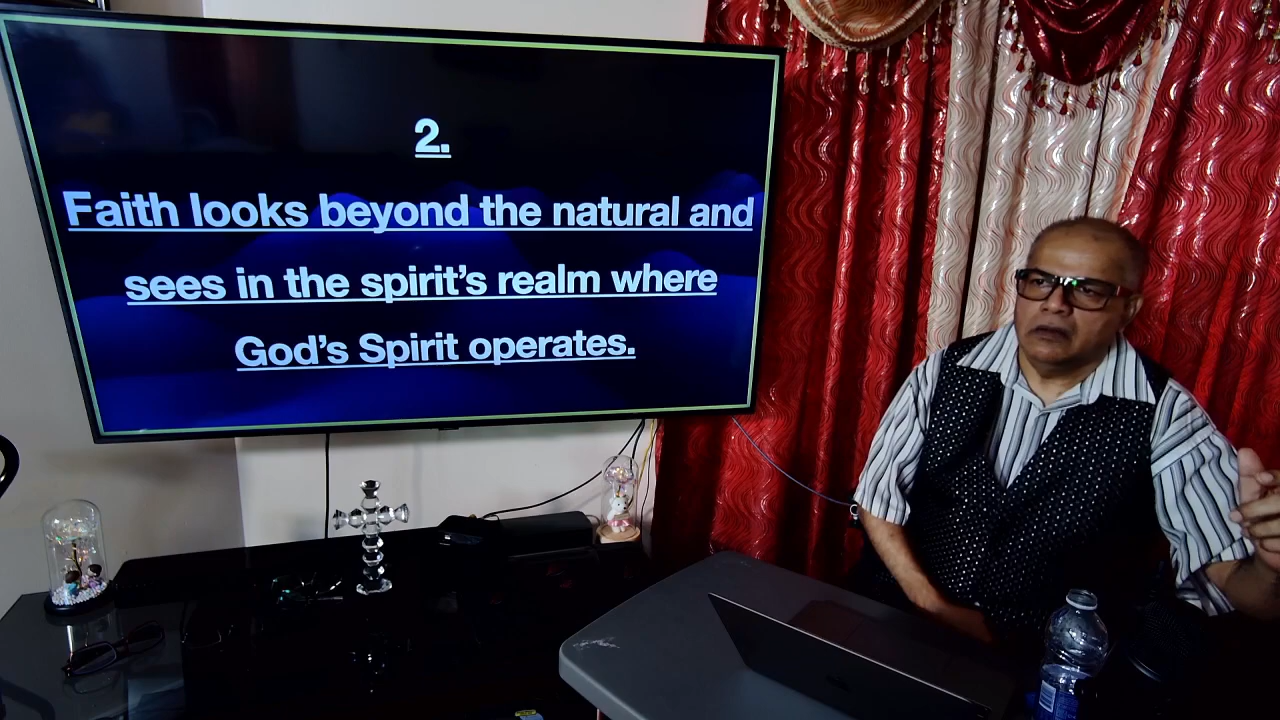 2.
Faith looks beyond the natural and
sees in the spirit's realm where
God's Spirit operates.